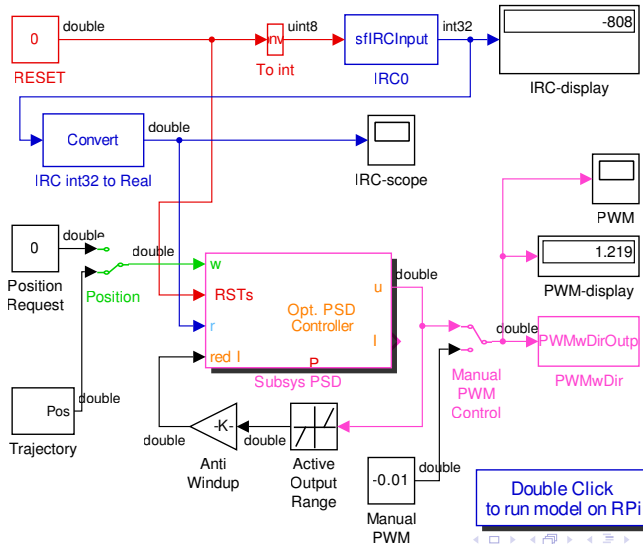 double
0
RESET
nv
To int
uint8
sfIRCInput
IRC0
int32
-808
IRC-display
Convert
double
IRC int32 to Real
IRC-scope
PWM
0
double
Position
Request
Position
double
w
RSTs
r
red I
Opt. PSD
Controller
u
I
P
Subsys PSD
double
1.219
PWM-display
double
PWMwDirOutp
PWMwDir
Manual
PWM
Control
Pos
double
Trajectory
double
-K-
Anti
Windup
double
Active
Output
Range
-0.01
double
Manual
PWM
Double Click
to run model on RPi